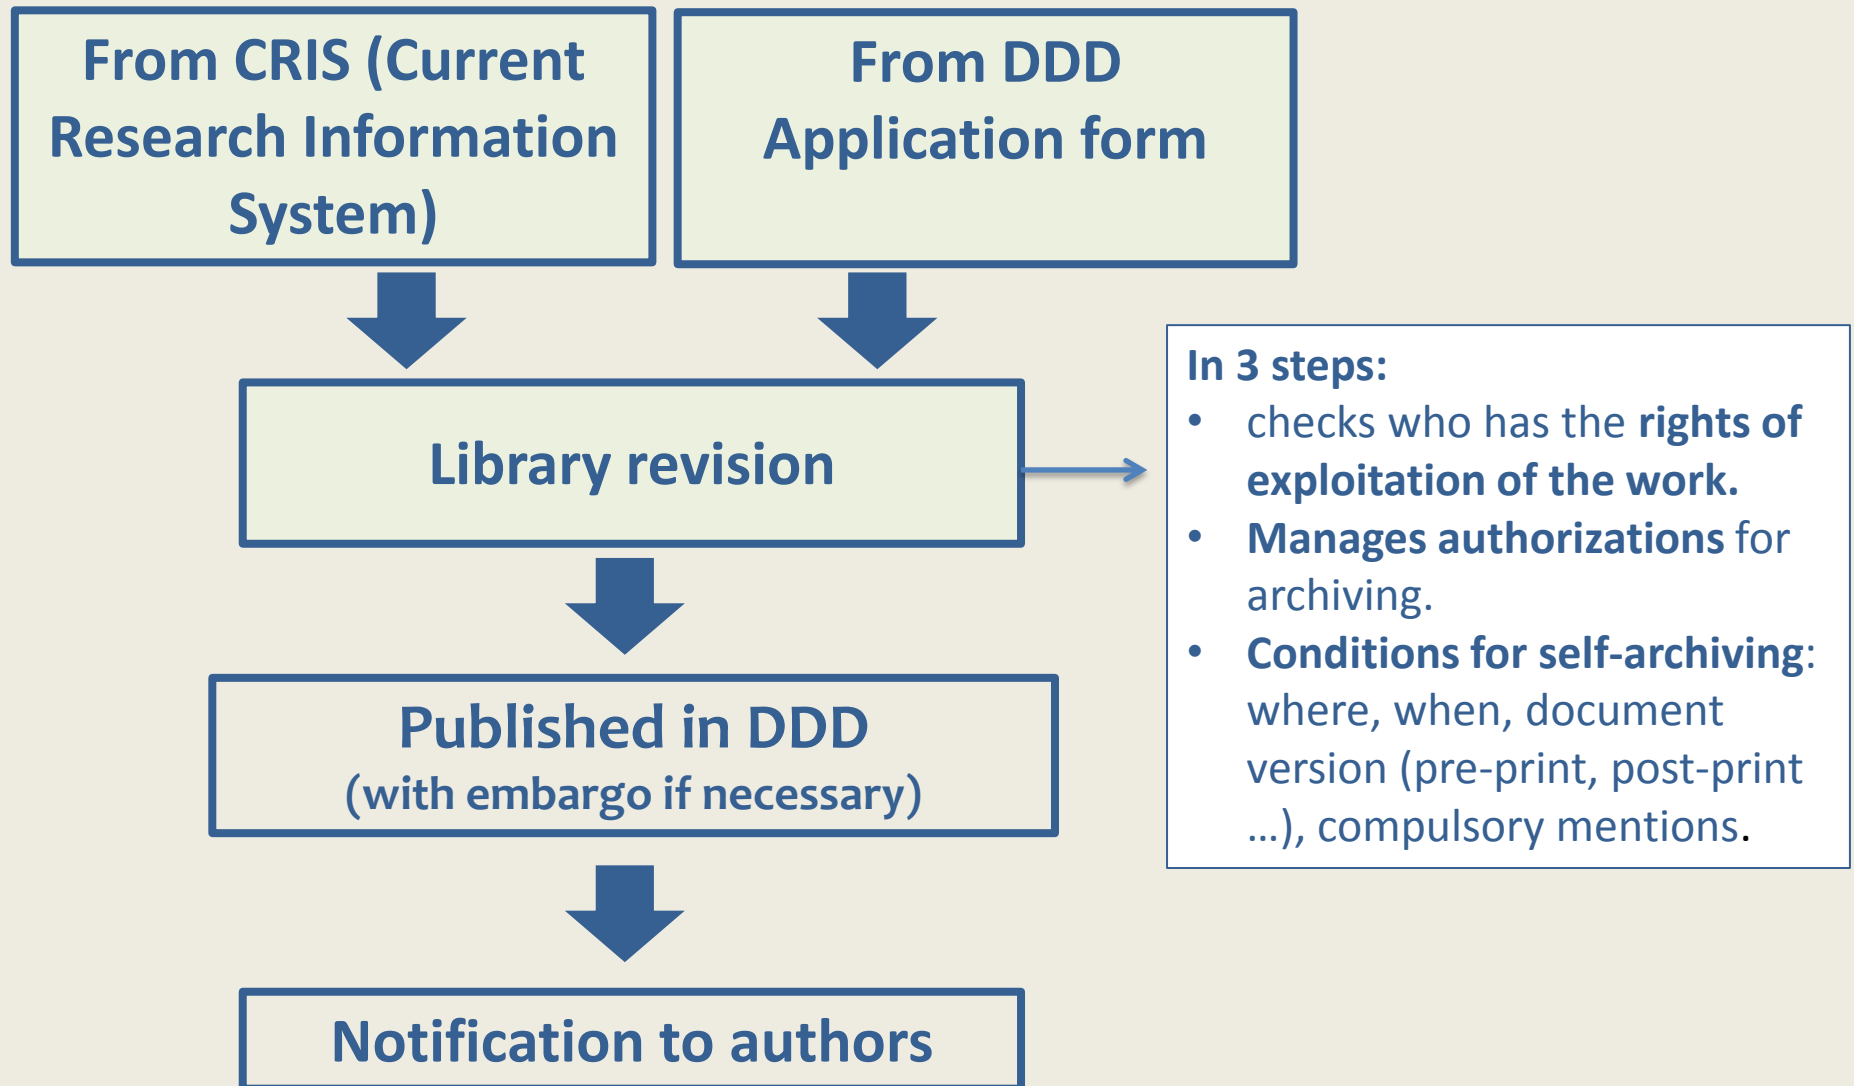 From CRIS (Current
Research Information
System)
From DDD
Application form
Library revision
In 3 steps:
• checks who has the rights of
exploitation of the work.
• Manages authorizations for
archiving.
• Conditions for self-archiving:
where, when, document
version (pre-print, post-print
...), compulsory mentions.
Published in DDD
(with embargo if necessary)
Notification to authors